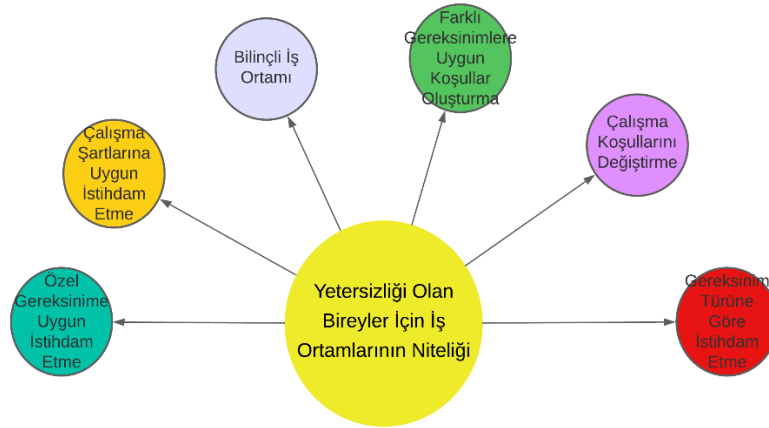 Farklı
Gereksinimlere
Uygun
Koşullar
Oluşturma
Bilinçli İş
Ortamı
Çalışma
Koşullarını
Değiştirme
Çalışma
Şartlarına
Uygun
İstihdam
Etme
Özel
Gereksinime
Uygun
İstihdam
Etme
Yetersizliği Olan
Bireyler İçin İş
Ortamlarının Niteliği
Gereksinim
Türüne
Göre
İstihdam
Etme